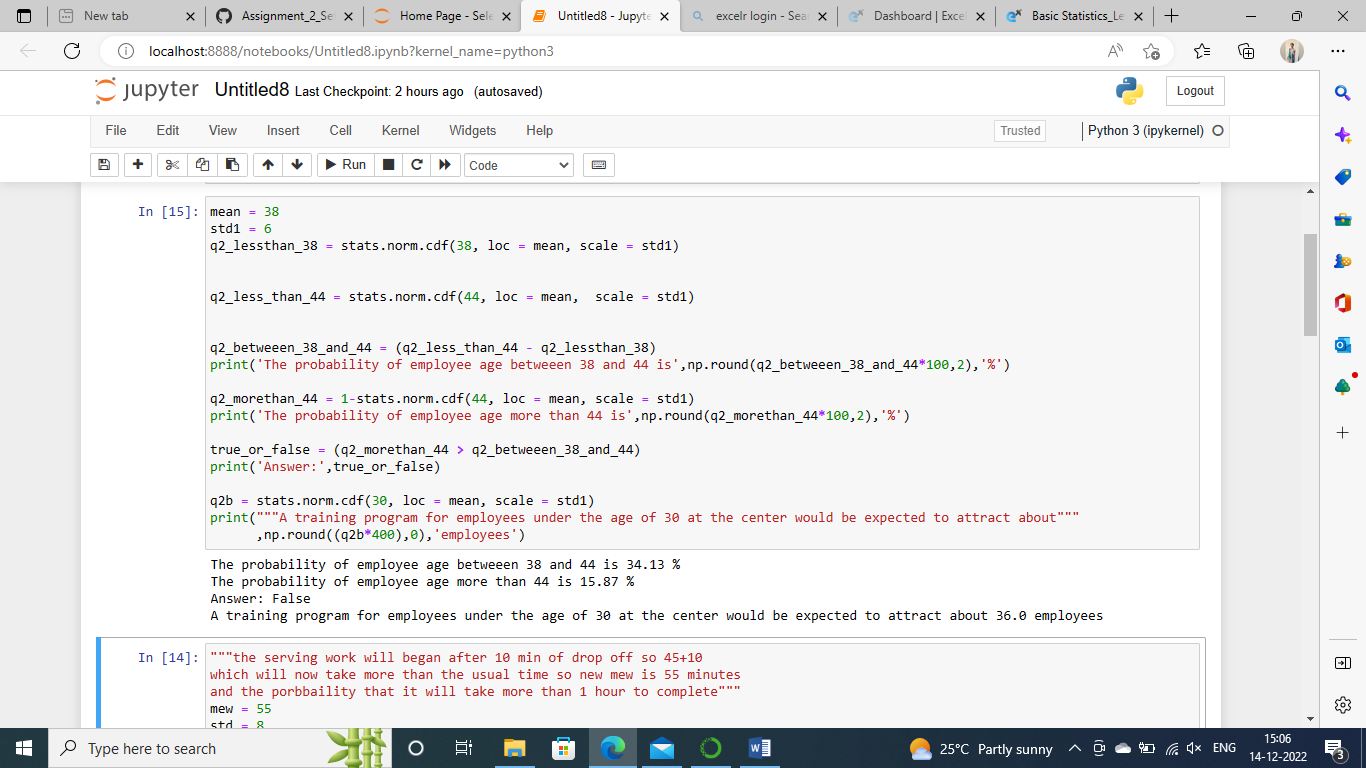 New tab
Assignment_2_Se
Home Page - Sele
Untitled8 - Jupyte
excelr login - Sear
Dashboard | Exce
Basic Statistics_Le
localhost:8888/notebooks/Untitled8.ipynb?kernel_name=python3
jupyter Untitled8 Last Checkpoint: 2 hours ago (autosaved)
Logout
File Edit View Insert Cell Kernel Widgets Help
Trusted
Python 3 (ipykernel)
Run
Code
In [15]:
mean = 38
std1 = 6
q2_lessthan_38 = stats.norm.cdf(38, loc = mean, scale = std1)
q2_less_than_44 = stats.norm.cdf(44, loc = mean,  scale = std1)
q2_betweeen_38_and_44 = (q2_less_than_44 - q2_lessthan_38)
print('The probability of employee age betweeen 38 and 44 is',np.round(q2_betweeen_38_and_44*100,2),'%')
q2_morethan_44 = 1-stats.norm.cdf(44, loc = mean, scale = std1)
print('The probability of employee age more than 44 is',np.round(q2_morethan_44*100,2),'%')
true_or_false = (q2_morethan_44 > q2_betweeen_38_and_44)
print('Answer:',true_or_false)
q2b = stats.norm.cdf(30, loc = mean, scale = std1)
print("""A training program for employees under the age of 30 at the center would be expected to attract about"""
,np.round((q2b*400),0),'employees')
The probability of employee age betweeen 38 and 44 is 34.13 %
The probability of employee age more than 44 is 15.87 %
Answer: False
A training program for employees under the age of 30 at the center would be expected to attract about 36.0 employees
In [14]:
"""the serving work will began after 10 min of drop off so 45+10
which will now take more than the usual time so new mew is 55 minutes
and the porbbaility that it will take more than 1 hour to complete"""
mew = 55
std = 8
Type here to search
25°C Partly sunny
ENG
15:06
14-12-2022
3